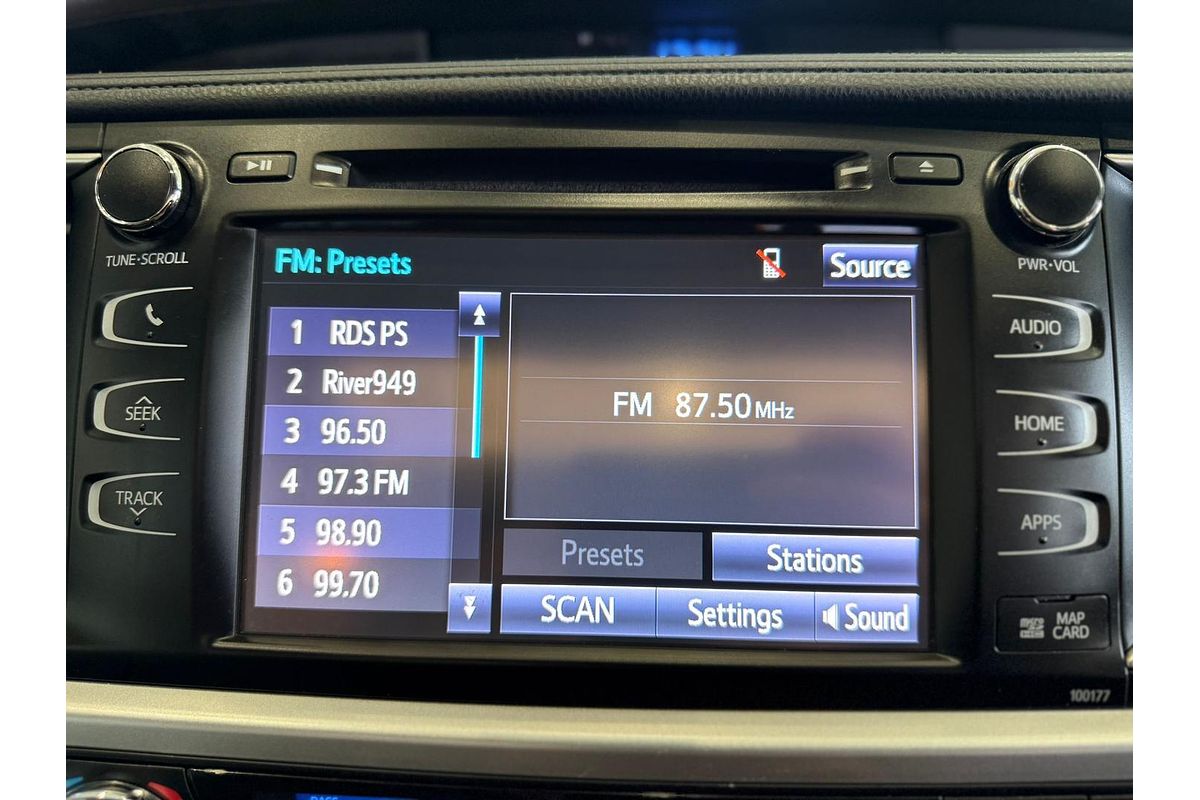 TUNE·SCROLL
PWR·VOL
FM: Presets
Source
1 RDS PS
2 River949
3 96.50
4 97.3 FM
5 98.90
6 99.70
FM 87.50 MHz
Presets
Stations
SCAN
Settings
Sound
SEEK
TRACK
AUDIO
HOME
APPS
micro
MAP
CARD
100177